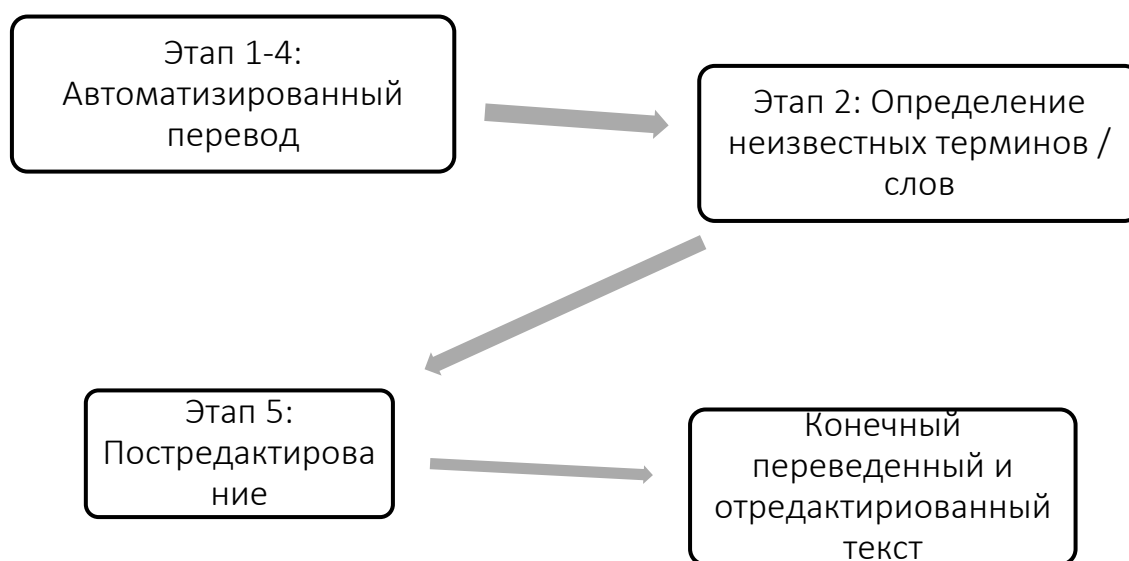 Этап 1-4:
Автоматизированный
перевод
Этап 2: Определение
неизвестных терминов /
слов
Этап 5:
Постредактирова
ние
Конечный
переведенный и
отредактириованный
текст